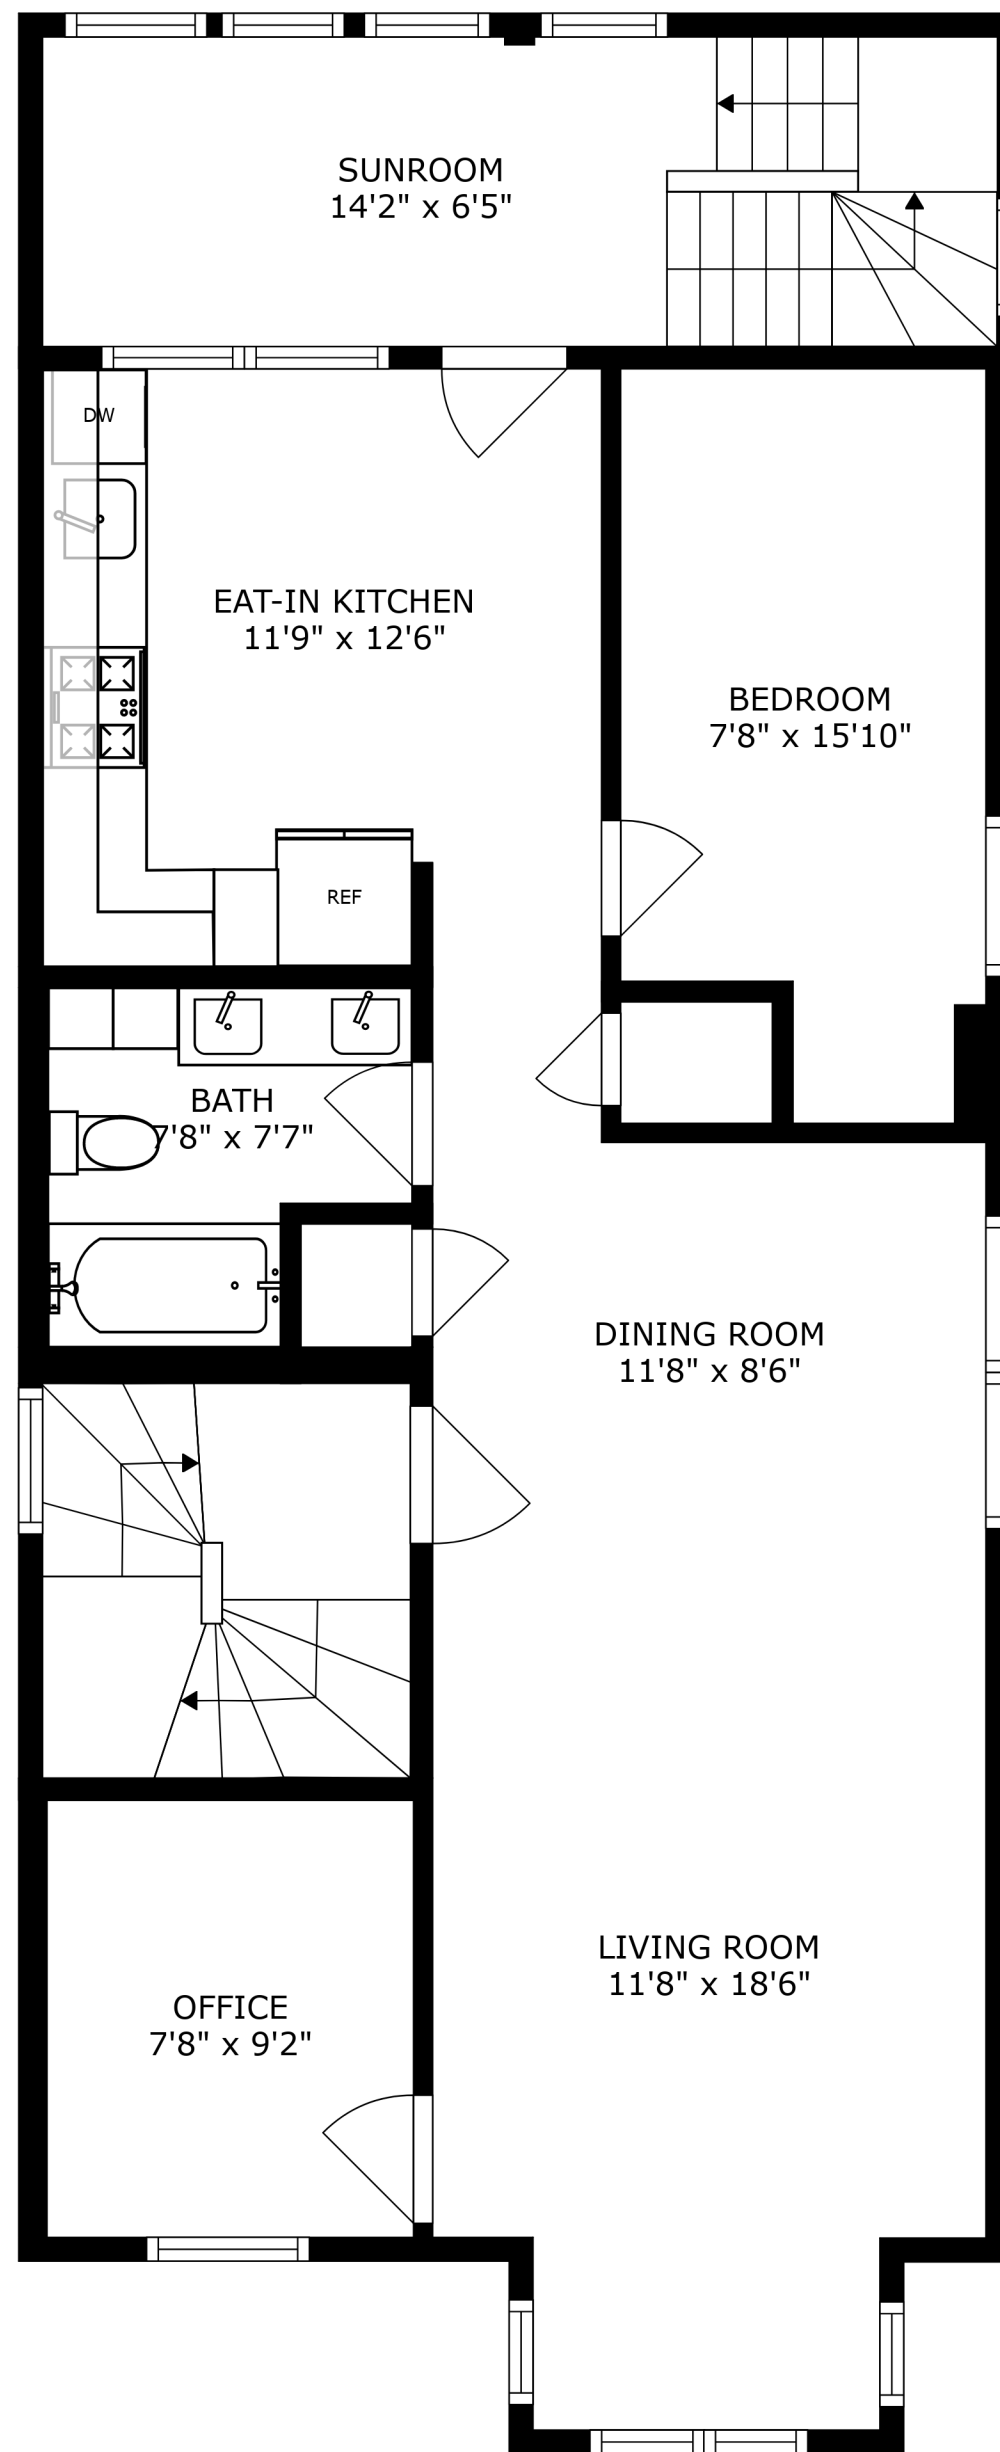 SUNROOM
14'2" x 6'5"
DW
EAT-IN KITCHEN
11'9" x 12'6"
BEDROOM
7'8" x 15'10"
REF
BATH
7'8" x 7'7"
DINING ROOM
11'8" x 8'6"
LIVING ROOM
11'8" x 18'6"
OFFICE
7'8" x 9'2"